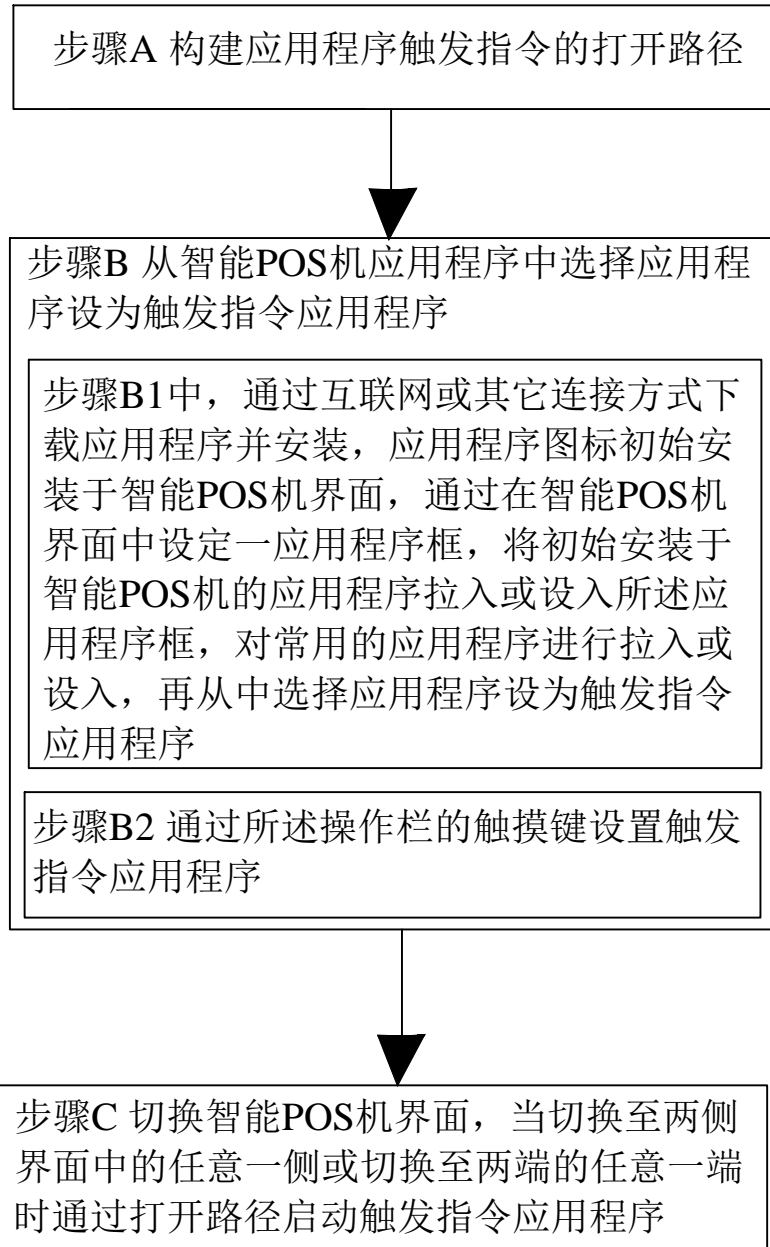 步骤A 构建应用程序触发指令的打开路径
步骤B 从智能POS机应用程序中选择应用程
序设为触发指令应用程序
步骤B1中，通过互联网或其它连接方式下
载应用程序并安装，应用程序图标初始安
装于智能POS机界面，通过在智能POS机
界面中设定一应用程序框，将初始安装于
智能POS机的应用程序拉入或设入所述应
用程序框，对常用的应用程序进行拉入或
设入，再从中选择应用程序设为触发指令
应用程序
步骤B2 通过所述操作栏的触摸键设置触发
指令应用程序
步骤C 切换智能POS机界面，当切换至两侧
界面中的任意一侧或切换至两端的任意一端
时通过打开路径启动触发指令应用程序